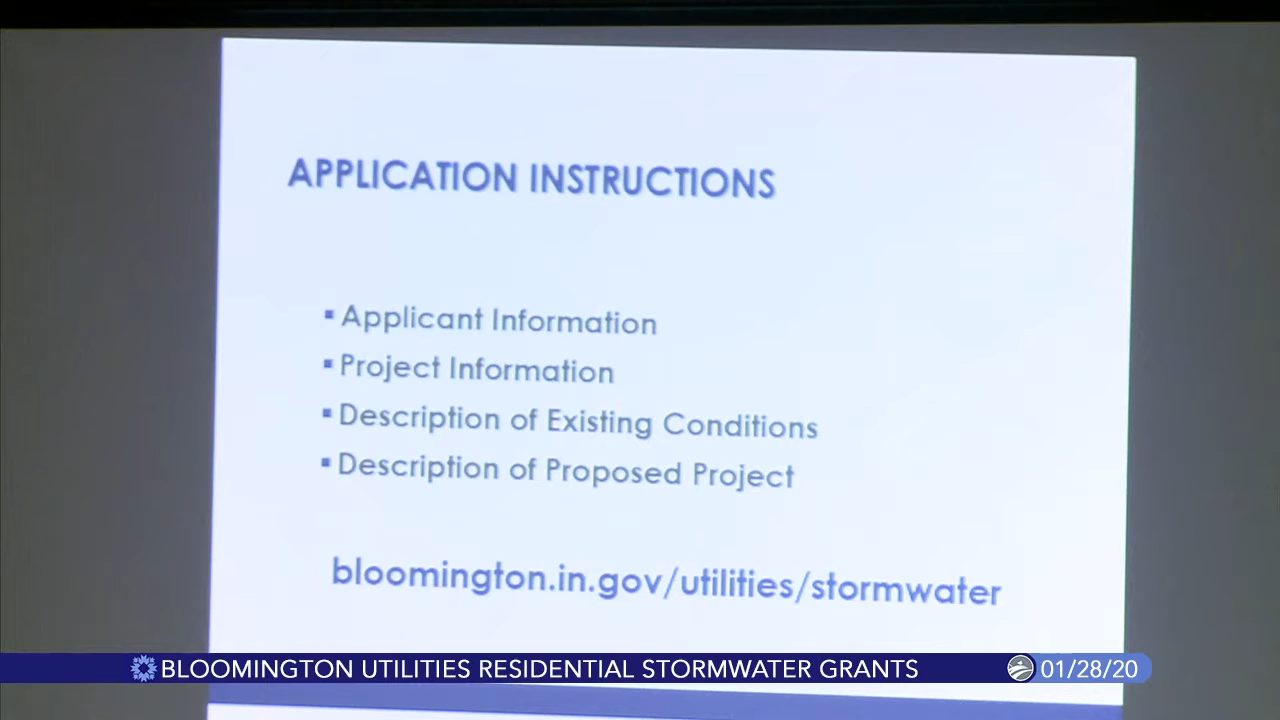 APPLICATION INSTRUCTIONS
▪ Applicant Information
▪ Project Information
▪ Description of Existing Conditions
▪ Description of Proposed Project
bloomington.in.gov/utilities/stormwater
BLOOMINGTON UTILITIES RESIDENTIAL STORMWATER GRANTS 01/28/20